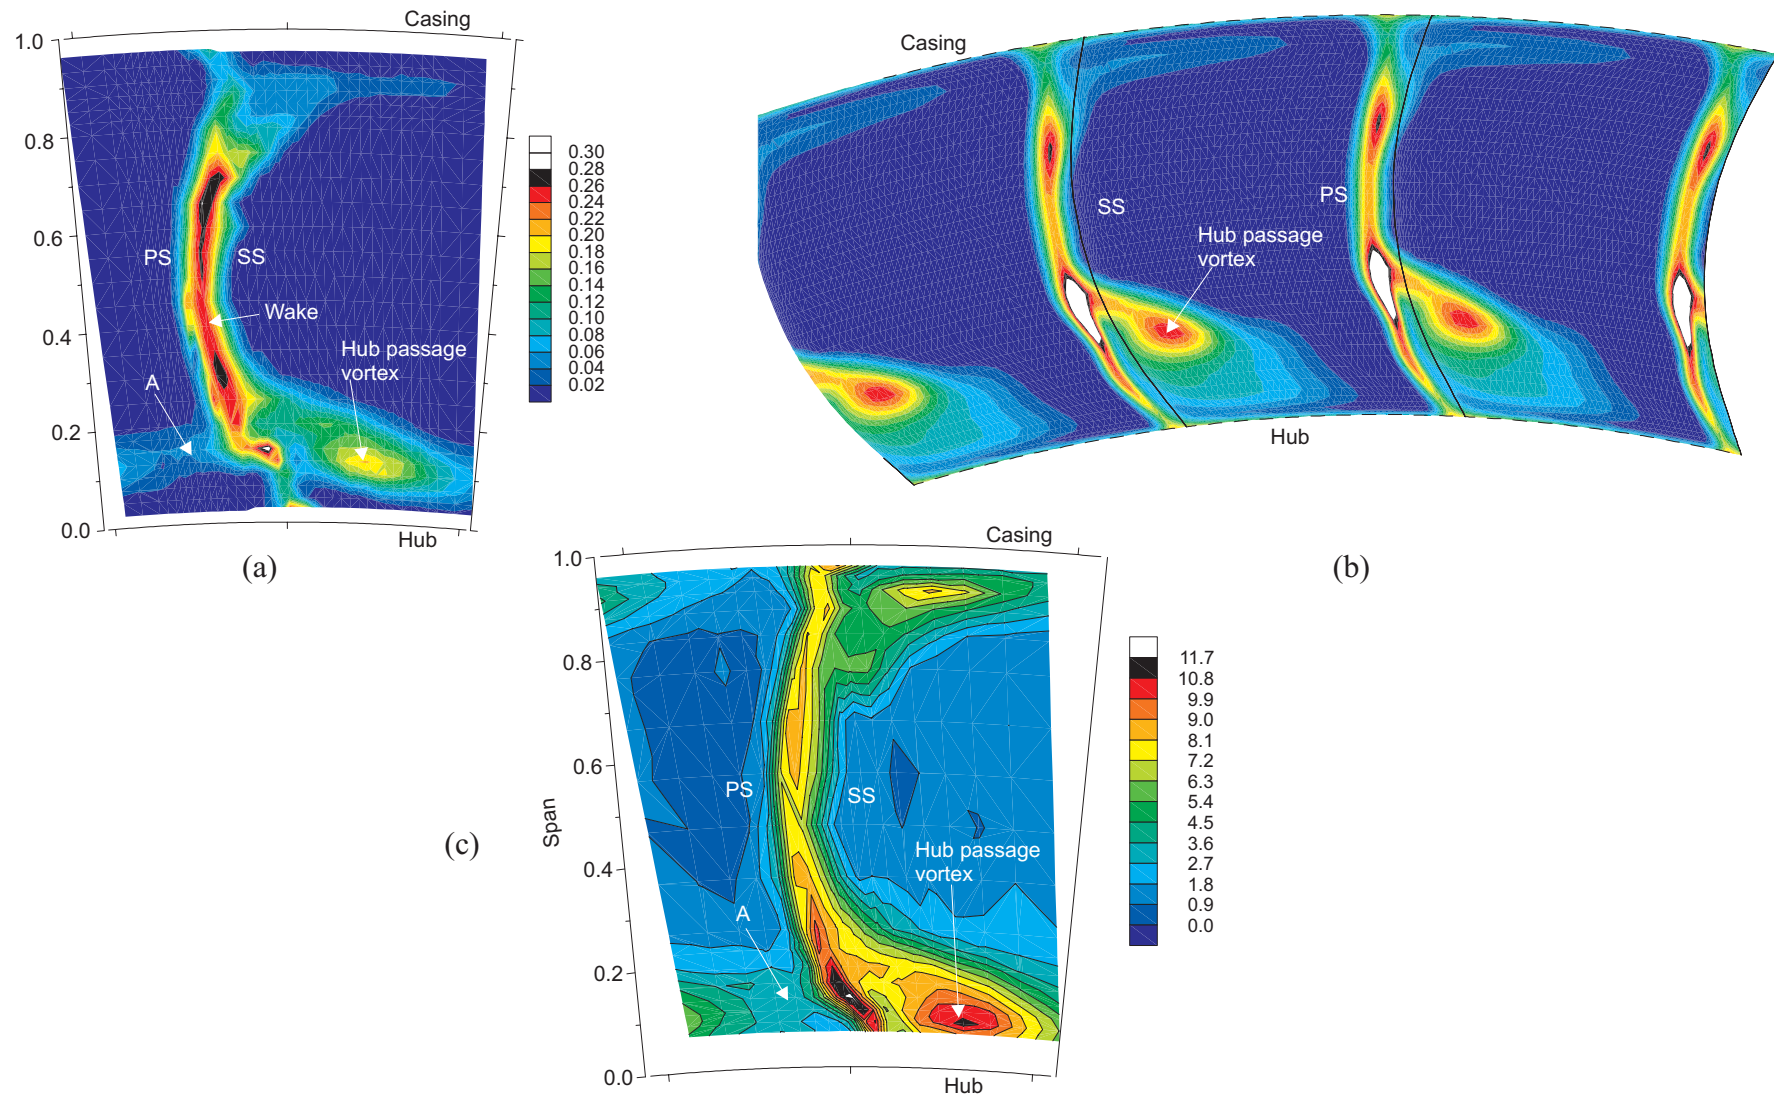 Casing
1.0
0.8
0.6
0.4
0.2
0.0
PS
SS
Wake
Hub passage
vortex
A
Hub
(a)
0.30
0.28
0.26
0.24
0.22
0.20
0.18
0.16
0.14
0.12
0.10
0.08
0.06
0.04
0.02
Casing
SS
PS
Hub passage
vortex
Hub
(b)
Casing
1.0
0.8
0.6
0.4
0.2
0.0
Span
PS
SS
Hub passage
vortex
A
Hub
(c)
11.7
10.8
9.9
9.0
8.1
7.2
6.3
5.4
4.5
3.6
2.7
1.8
0.9
0.0